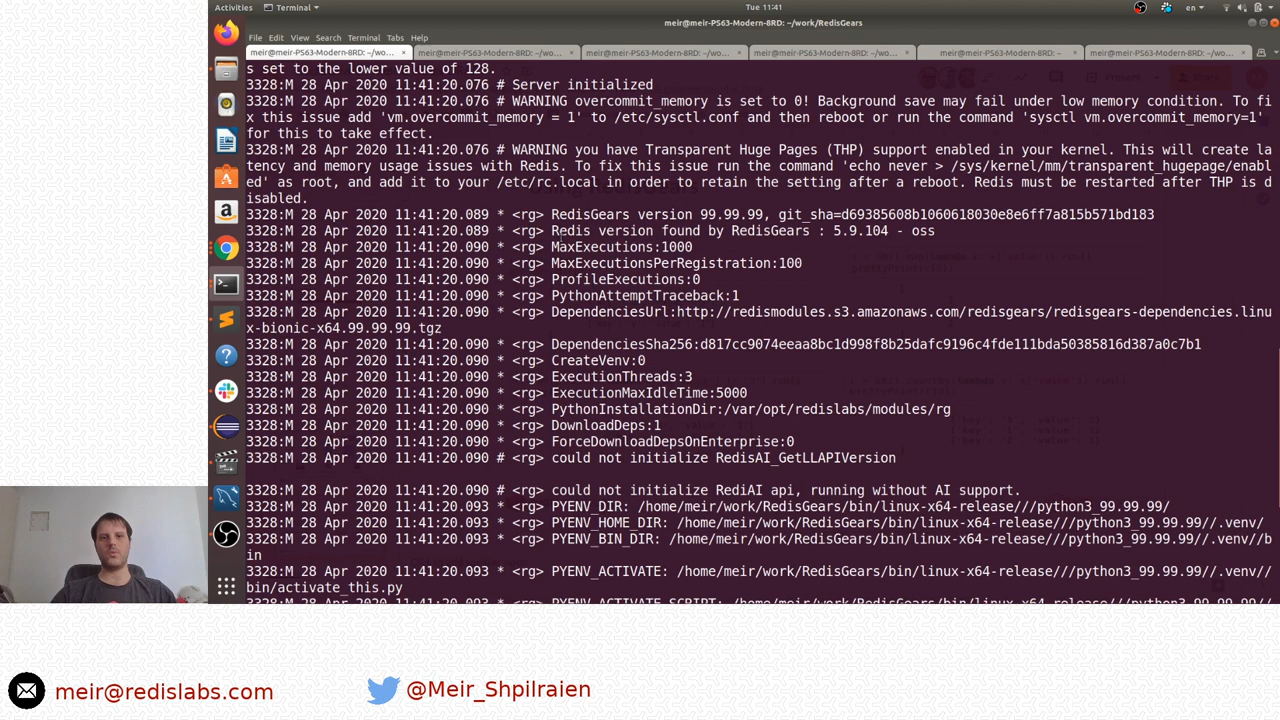 Activities
Terminal
Tue 11:41
en
meir@meir-PS63-Modern-8RD: ~/work/RedisGears
File Edit View Search Terminal Tabs Help
meir@meir-PS63-Modern-8RD: ~/wo... × meir@meir-PS63-Modern-8RD: ~/wo... × meir@meir-PS63-Modern-8RD: ~/wo... × meir@meir-PS63-Modern-8RD: ~/wo... × meir@meir-PS63-Modern-8RD: ~ × meir@meir-PS63-Modern-8RD: ~/wo... ×
s set to the lower value of 128.
3328:M 28 Apr 2020 11:41:20.076 # Server initialized
3328:M 28 Apr 2020 11:41:20.076 # WARNING overcommit_memory is set to 0! Background save may fail under low memory condition. To fi
x this issue add 'vm.overcommit_memory = 1' to /etc/sysctl.conf and then reboot or run the command 'sysctl vm.overcommit_memory=1'
for this to take effect.
3328:M 28 Apr 2020 11:41:20.076 # WARNING you have Transparent Huge Pages (THP) support enabled in your kernel. This will create la
tency and memory usage issues with Redis. To fix this issue run the command 'echo never > /sys/kernel/mm/transparent_hugepage/enabl
ed' as root, and add it to your /etc/rc.local in order to retain the setting after a reboot. Redis must be restarted after THP is d
isabled.
3328:M 28 Apr 2020 11:41:20.089 * <rg> RedisGears version 99.99.99, git_sha=d69385608b1060618030e8e6ff7a815b571bd183
3328:M 28 Apr 2020 11:41:20.089 * <rg> Redis version found by RedisGears : 5.9.104 - oss
3328:M 28 Apr 2020 11:41:20.090 * <rg> MaxExecutions:1000
3328:M 28 Apr 2020 11:41:20.090 * <rg> MaxExecutionsPerRegistration:100
3328:M 28 Apr 2020 11:41:20.090 * <rg> ProfileExecutions:0
3328:M 28 Apr 2020 11:41:20.090 * <rg> PythonAttemptTraceback:1
3328:M 28 Apr 2020 11:41:20.090 * <rg> DependenciesUrl:http://redismodules.s3.amazonaws.com/redisgears/redisgears-dependencies.linu
x-bionic-x64.99.99.99.tgz
3328:M 28 Apr 2020 11:41:20.090 * <rg> DependenciesSha256:d817cc9074eeaa8bc1d998f8b25dafc9196c4fde111bda50385816d387a0c7b1
3328:M 28 Apr 2020 11:41:20.090 * <rg> CreateVenv:0
3328:M 28 Apr 2020 11:41:20.090 * <rg> ExecutionThreads:3
3328:M 28 Apr 2020 11:41:20.090 * <rg> ExecutionMaxIdleTime:5000
3328:M 28 Apr 2020 11:41:20.090 * <rg> PythonInstallationDir:/var/opt/redislabs/modules/rg
3328:M 28 Apr 2020 11:41:20.090 * <rg> DownloadDeps:1
3328:M 28 Apr 2020 11:41:20.090 * <rg> ForceDownloadDepsOnEnterprise:0
3328:M 28 Apr 2020 11:41:20.090 # <rg> could not initialize RedisAI_GetLLAPIVersion
3328:M 28 Apr 2020 11:41:20.090 # <rg> could not initialize RediAI api, running without AI support.
3328:M 28 Apr 2020 11:41:20.093 * <rg> PYENV_DIR: /home/meir/work/RedisGears/bin/linux-x64-release///python3_99.99.99/
3328:M 28 Apr 2020 11:41:20.093 * <rg> PYENV_HOME_DIR: /home/meir/work/RedisGears/bin/linux-x64-release///python3_99.99.99//.venv/
3328:M 28 Apr 2020 11:41:20.093 * <rg> PYENV_BIN_DIR: /home/meir/work/RedisGears/bin/linux-x64-release///python3_99.99.99//.venv//b
in
3328:M 28 Apr 2020 11:41:20.093 * <rg> PYENV_ACTIVATE: /home/meir/work/RedisGears/bin/linux-x64-release///python3_99.99.99//.venv//
bin/activate_this.py
3328:M 28 Apr 2020 11:41:20.093 * <rg> PYENV_ACTIVATE_SCRIPT: /home/meir/work/RedisGears/bin/linux-x64-release///python3_99.99.99//
meir@redislabs.com
@Meir_Shpilraien